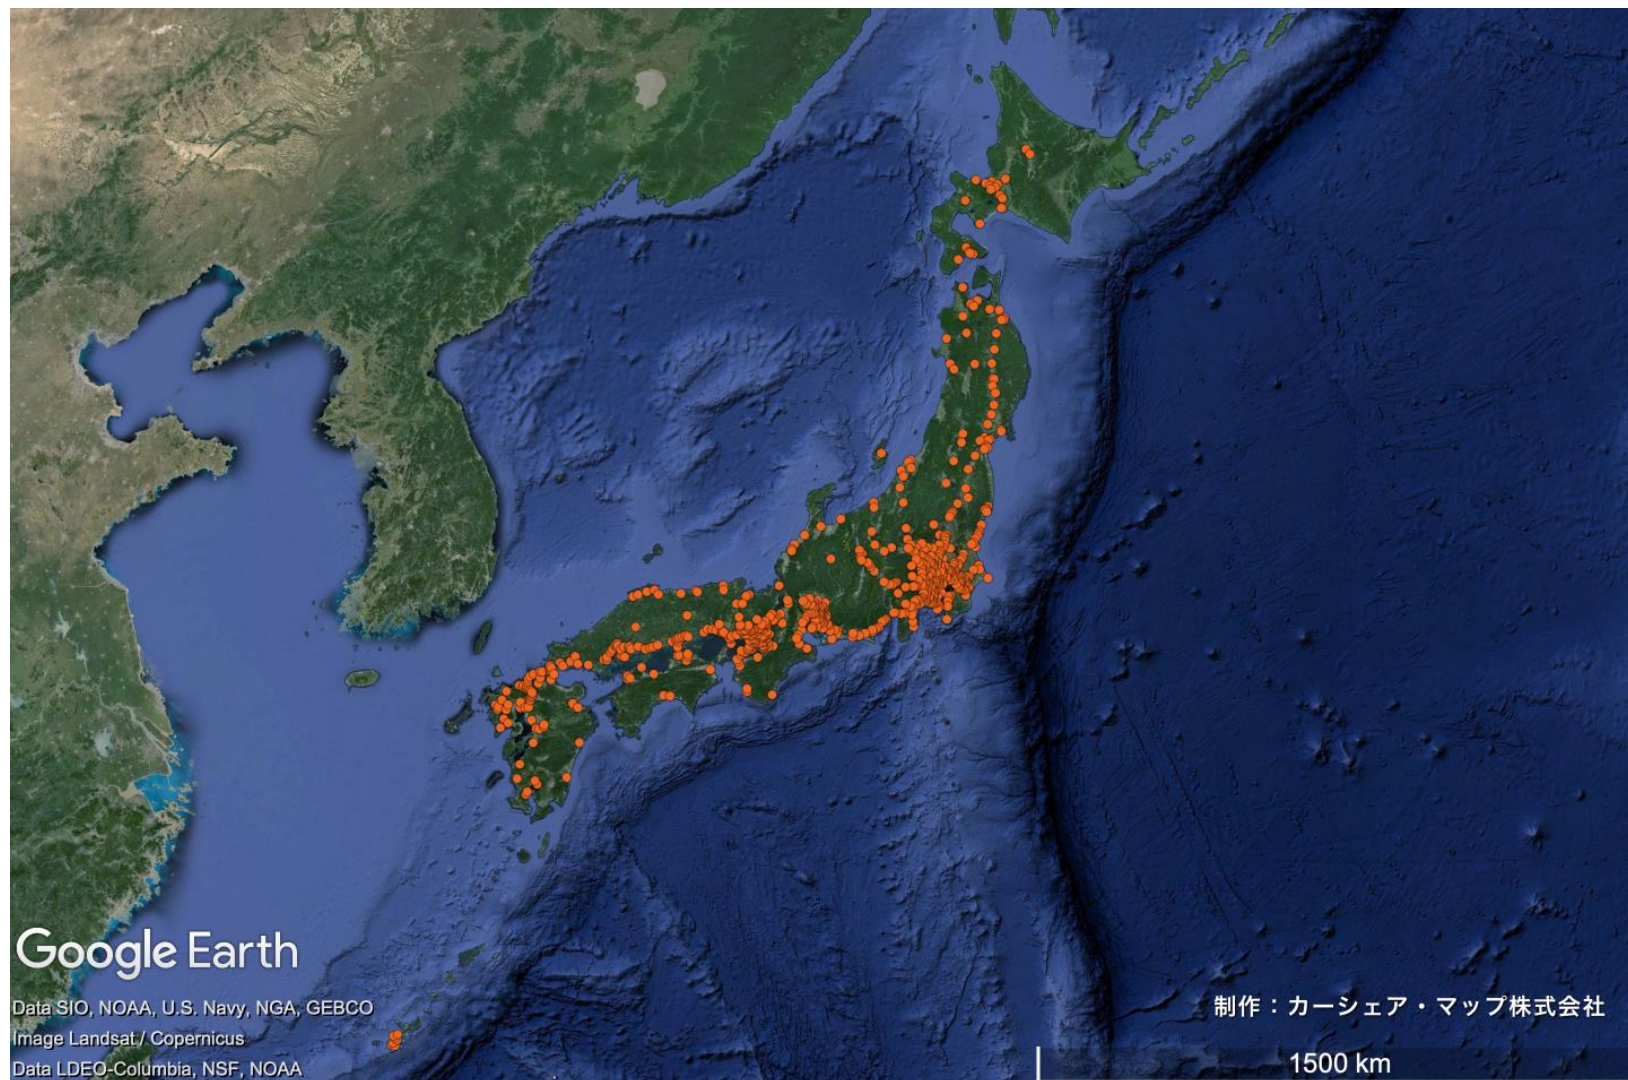 Google Earth
Data SIO, NOAA, U.S. Navy, NGA, GEBCO
Image Landsat / Copernicus
Data LDEO-Columbia, NSF, NOAA
制作：カーシェア・マップ株式会社
1500 km